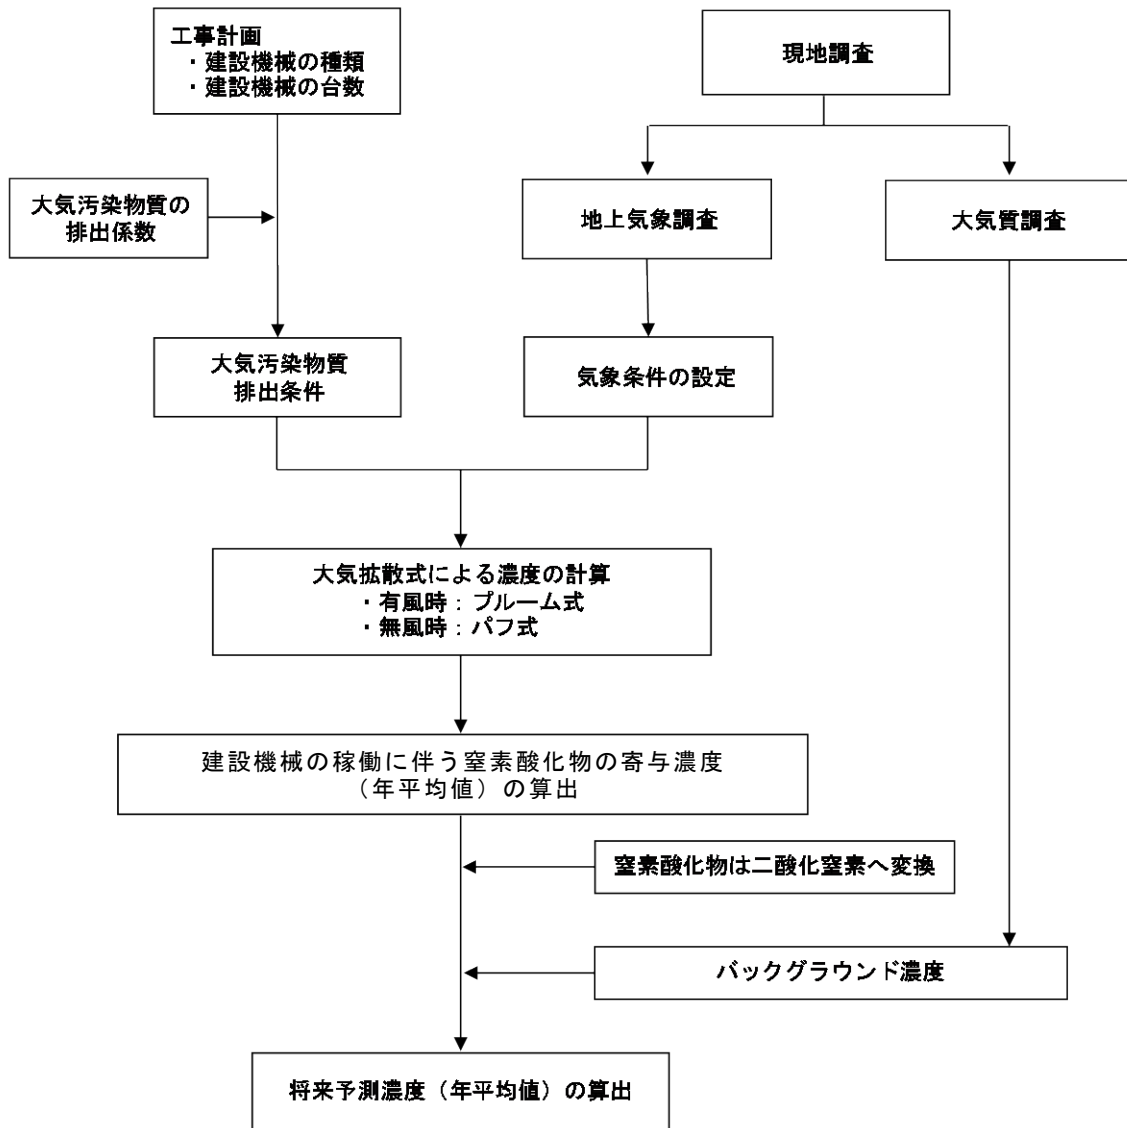 工事計画
・建設機械の種類
・建設機械の台数
現地調査
大気汚染物質の
排出係数
地上気象調査
大気質調査
大気汚染物質
排出条件
気象条件の設定
大気拡散式による濃度の計算
・有風時：プルーム式
・無風時：パフ式
建設機械の稼働に伴う窒素酸化物の寄与濃度
（年平均値）の算出
窒素酸化物は二酸化窒素へ変換
バックグラウンド濃度
将来予測濃度（年平均値）の算出